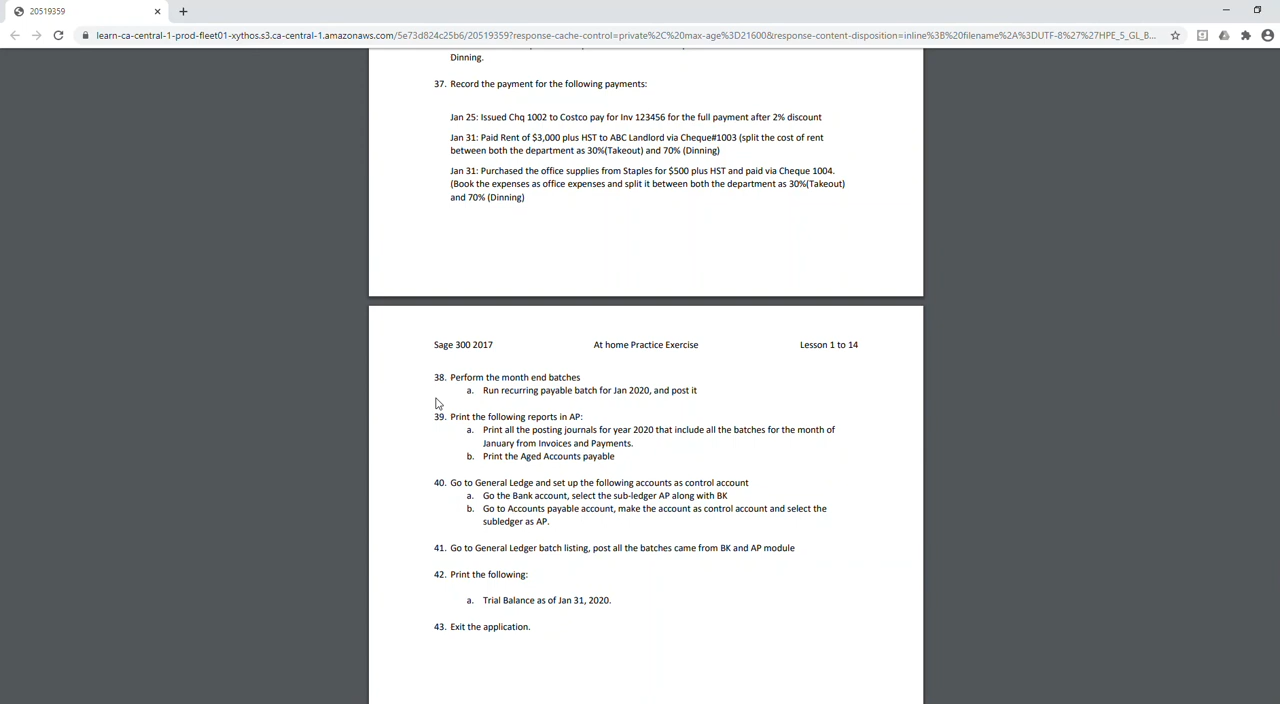 20519359
learn-ca-central-1-prod-fleet01-xythos.s3.ca-central-1.amazonaws.com/5e73d824c25b6/20519359?response-cache-control=private%2C%20max-age%3D21600&response-content-disposition=inline%3B%20filename%2A%3DUTF-8%27%27HPE_5_GL_B...
Dinning.
37. Record the payment for the following payments:
Jan 25: Issued Chq 1002 to Costco pay for Inv 123456 for the full payment after 2% discount
Jan 31: Paid Rent of $3,000 plus HST to ABC Landlord via Cheque#1003 (split the cost of rent
between both the department as 30%(Takeout) and 70% (Dinning)
Jan 31: Purchased the office supplies from Staples for $500 plus HST and paid via Cheque 1004.
(Book the expenses as office expenses and split it between both the department as 30%(Takeout)
and 70% (Dinning)
Sage 300 2017 At home Practice Exercise Lesson 1 to 14
38. Perform the month end batches
a. Run recurring payable batch for Jan 2020, and post it
39. Print the following reports in AP:
a. Print all the posting journals for year 2020 that include all the batches for the month of
January from Invoices and Payments.
b. Print the Aged Accounts payable
40. Go to General Ledge and set up the following accounts as control account
a. Go the Bank account, select the sub-ledger AP along with BK
b. Go to Accounts payable account, make the account as control account and select the
subledger as AP.
41. Go to General Ledger batch listing, post all the batches came from BK and AP module
42. Print the following:
a. Trial Balance as of Jan 31, 2020.
43. Exit the application.